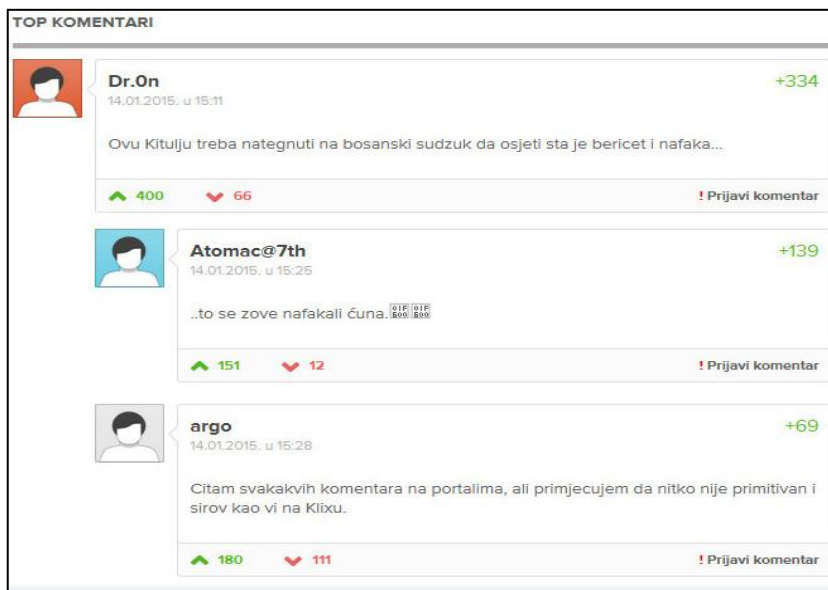 TOP KOMENTARI
Dr.0n
+334
14.01.2015. u 15:11
Ovu Kitulju treba nategnuti na bosanski sudzuk da osjeti sta je bericet i nafaka...
400
66
! Prijavi komentar
Atomac@7th
+139
14.01.2015. u 15:25
..to se zove nafakali ćuna.
151
12
! Prijavi komentar
argo
+69
14.01.2015. u 15:28
Citam svakakvih komentara na portalima, ali primjecujem da nitko nije primitivan i
sirov kao vi na Klixu.
180
111
! Prijavi komentar